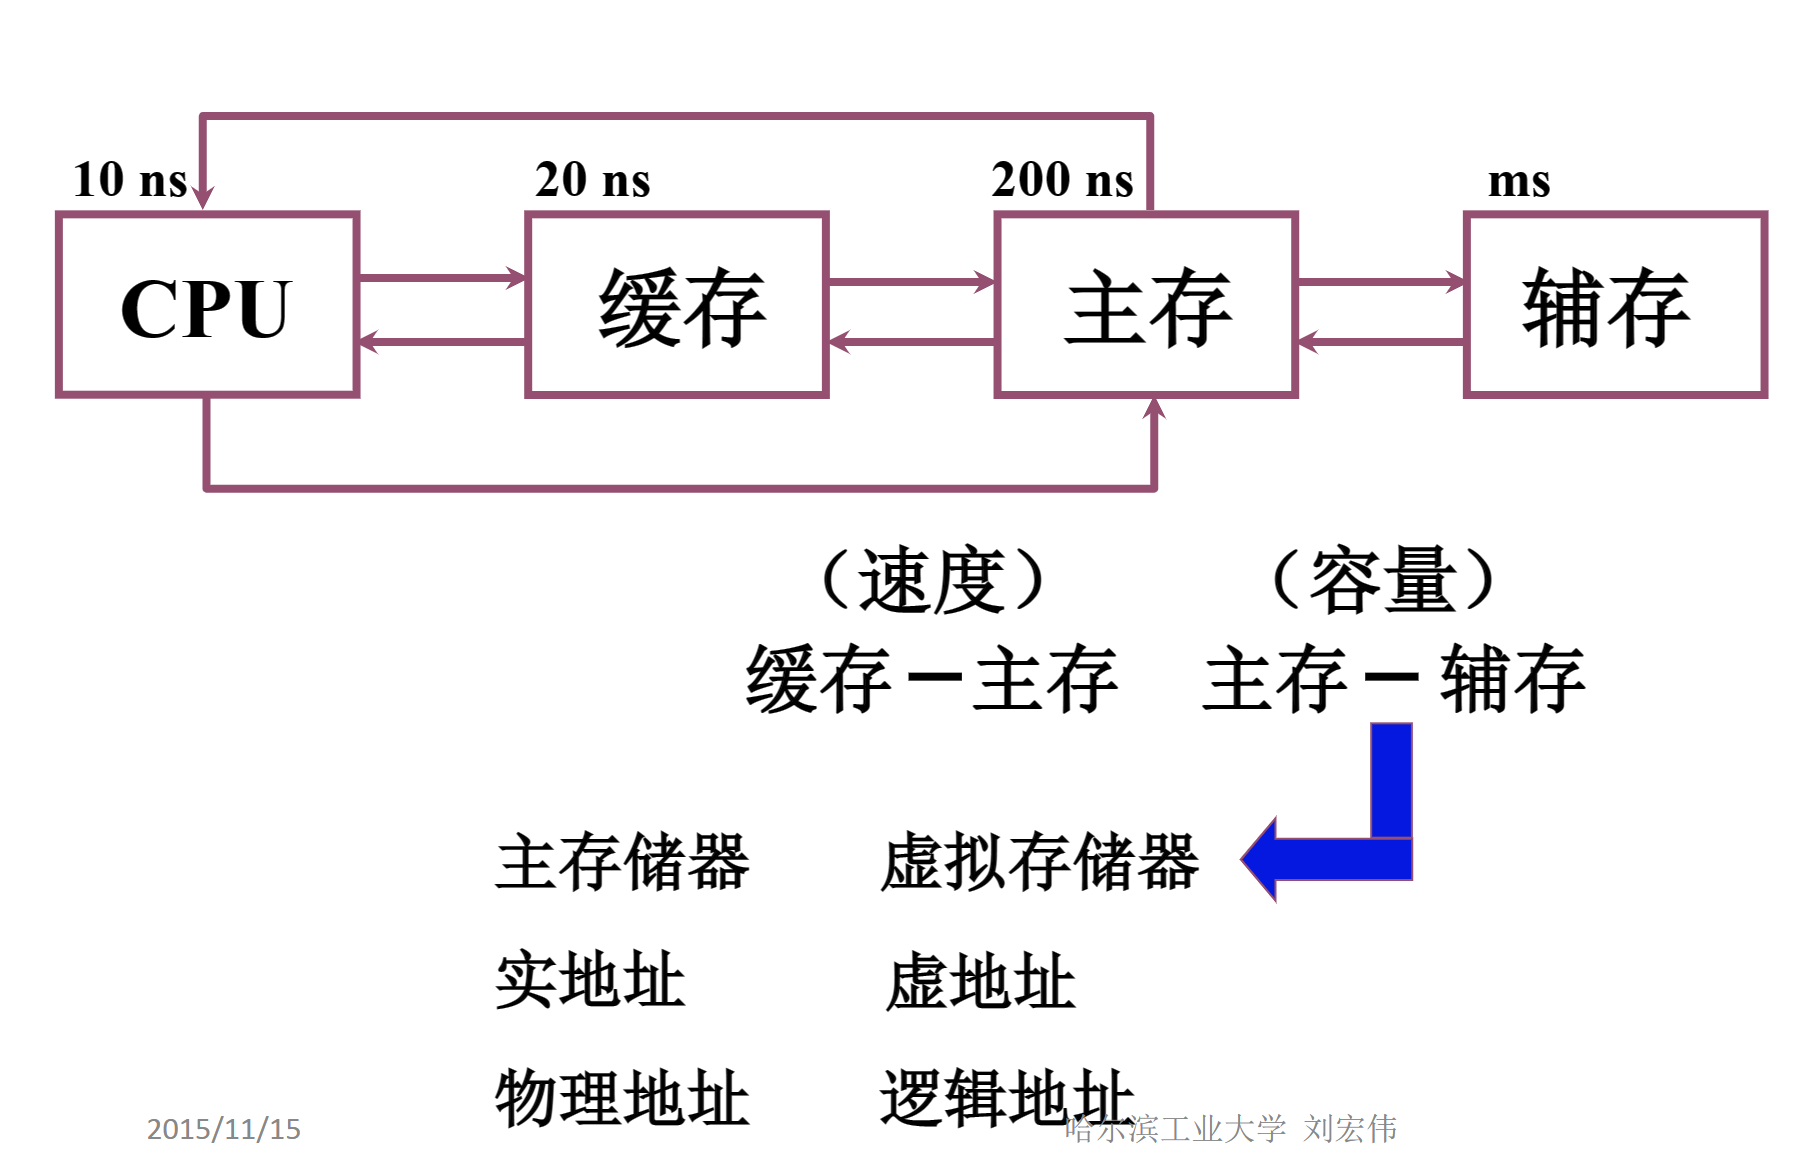 10 ns 20 ns 200 ns ms
CPU 缓存 主存 辅存
（速度） （容量）
缓存－主存 主存－辅存
主存储器 虚拟存储器
实地址 虚地址
物理地址 逻辑地址
2015/11/15 哈尔滨工业大学 刘宏伟